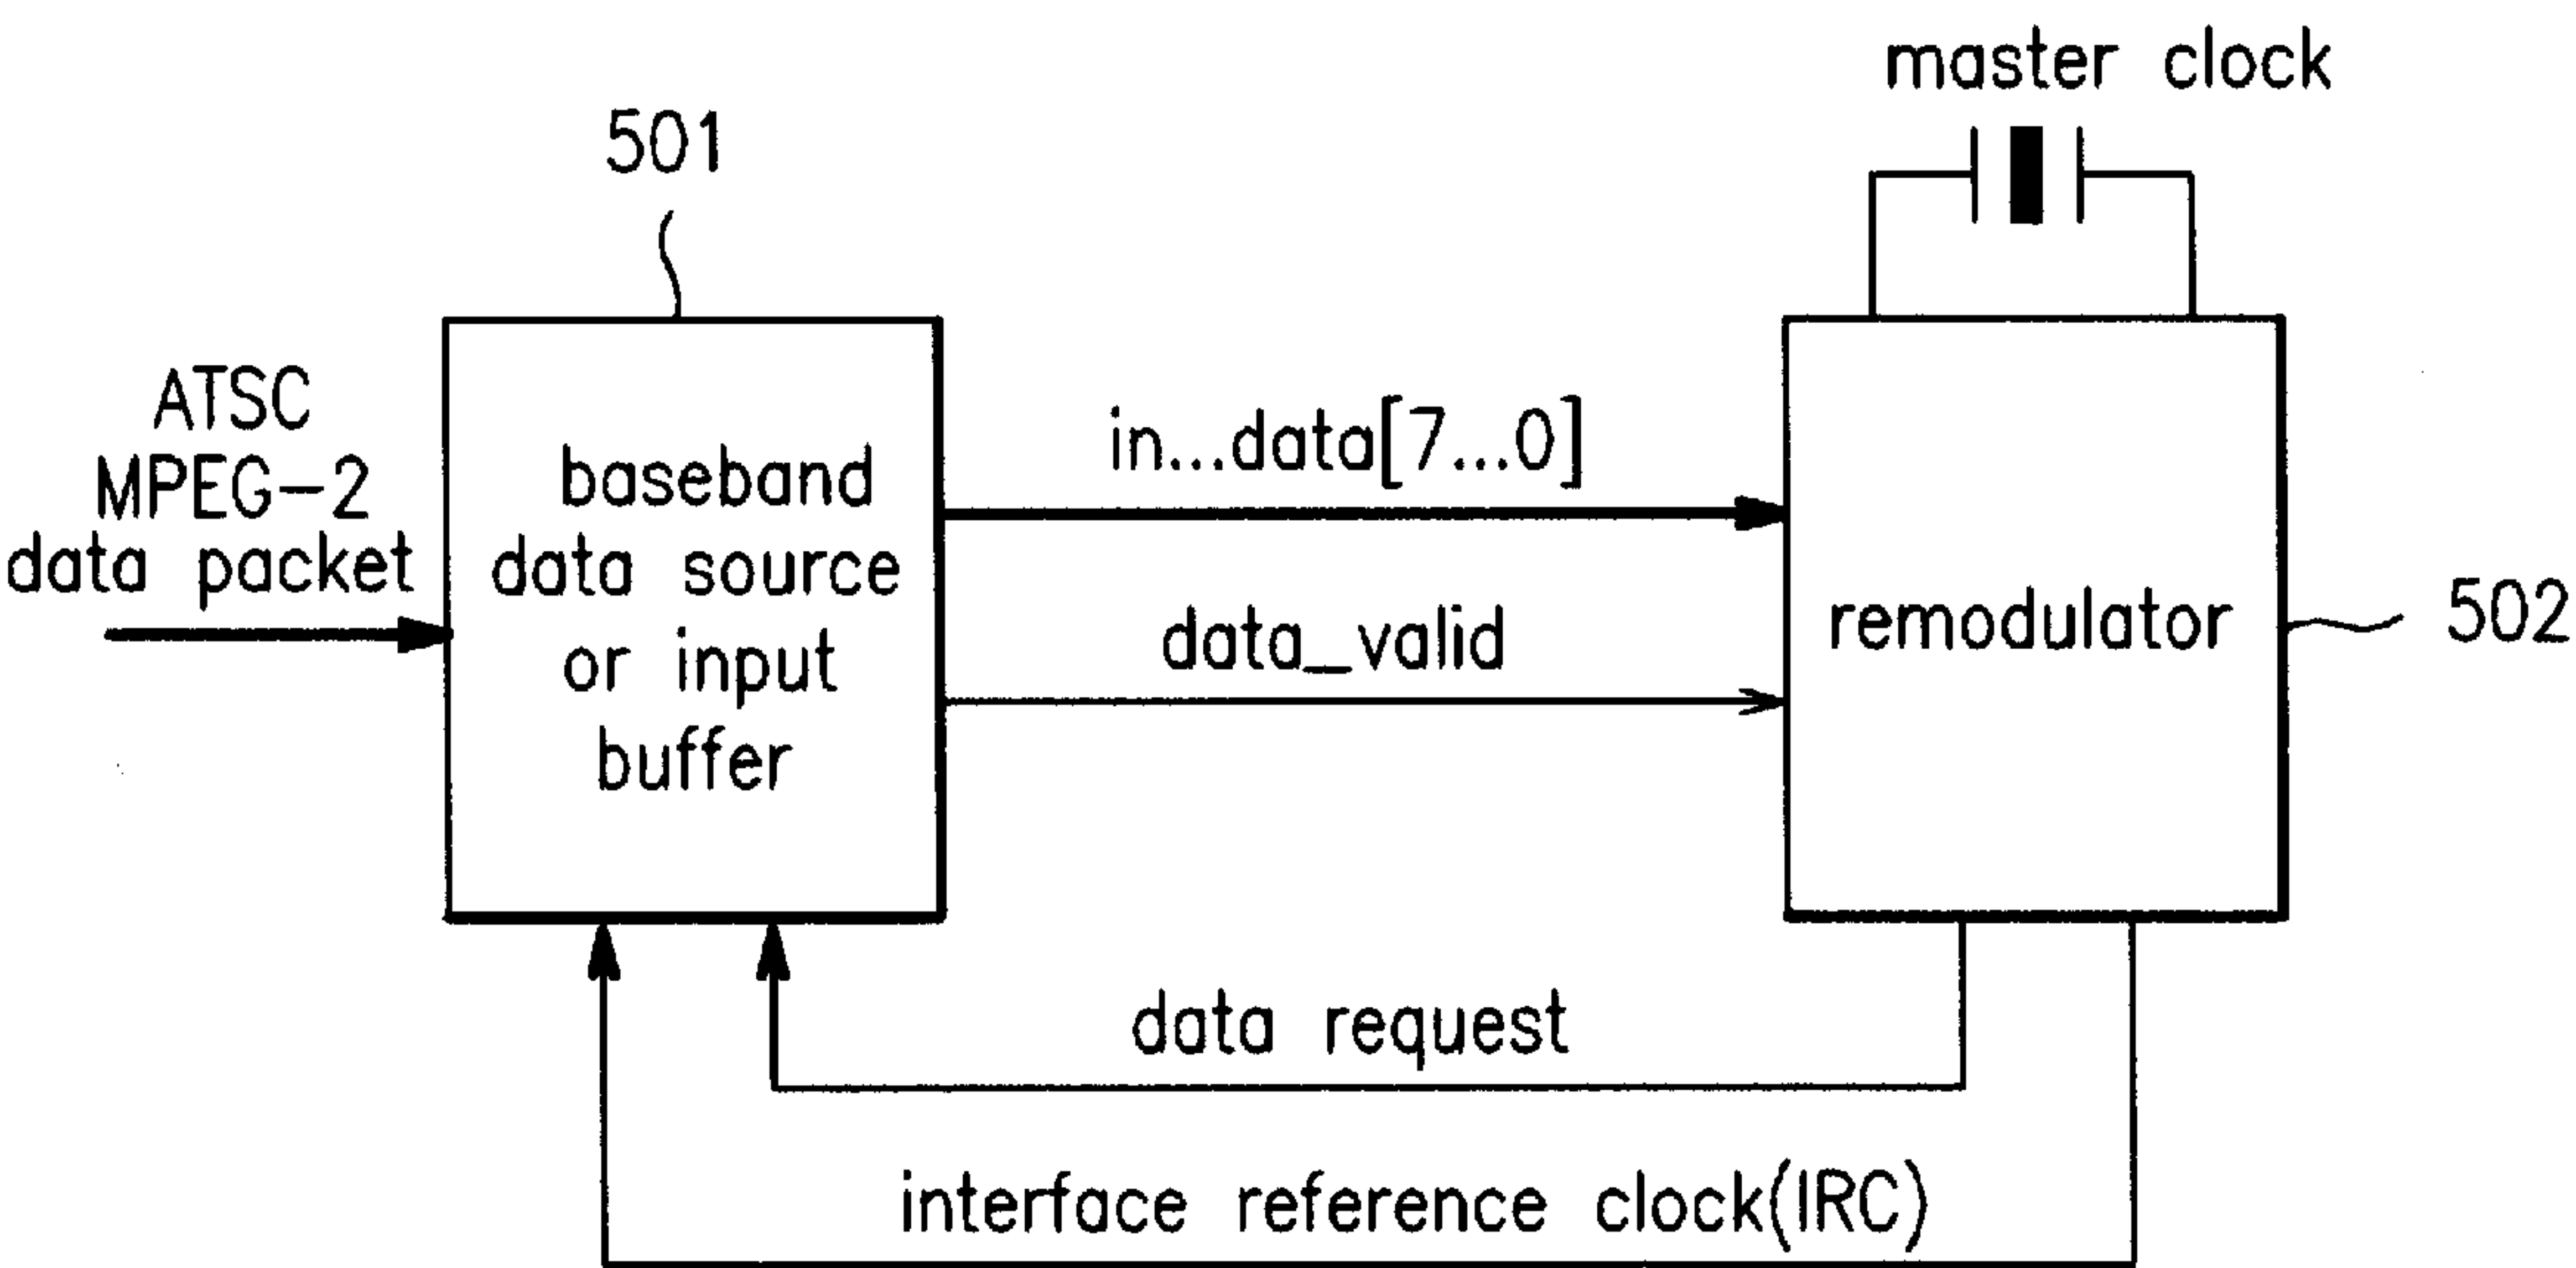 master clock
501
ATSC
MPEG-2
data packet
baseband
data source
or input
buffer
in...data[7...0]
data_valid
remodulator
502
data request
interface reference clock(IRC)